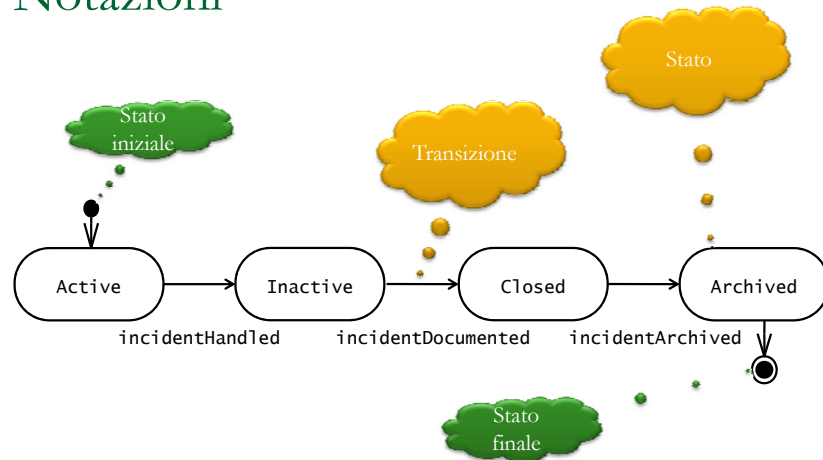 Notazioni
Stato
Stato
iniziale
Transizione
Active
Inactive
Closed
Archived
incidentHandled
incidentDocumented
incidentArchived
Stato
finale